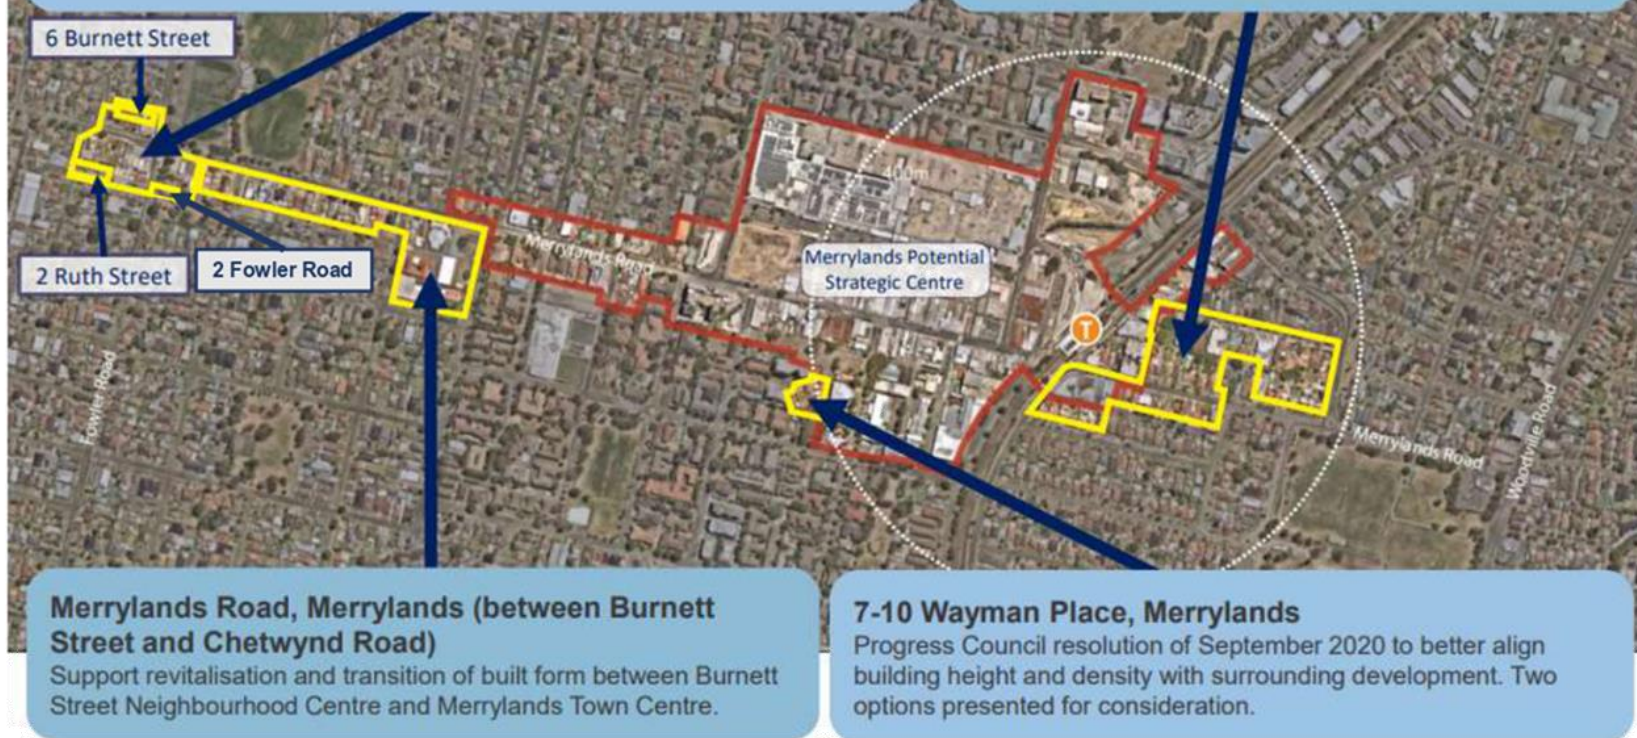 6 Burnett Street
400m
2 Ruth Street
2 Fowler Road
Merrylands Road
Merrylands Potential
Strategic Centre
T
Fowler Road
Merrylands Road
Woodville Road
Merrylands Road, Merrylands (between Burnett
Street and Chetwynd Road)
Support revitalisation and transition of built form between Burnett
Street Neighbourhood Centre and Merrylands Town Centre.
7-10 Wayman Place, Merrylands
Progress Council resolution of September 2020 to better align
building height and density with surrounding development. Two
options presented for consideration.